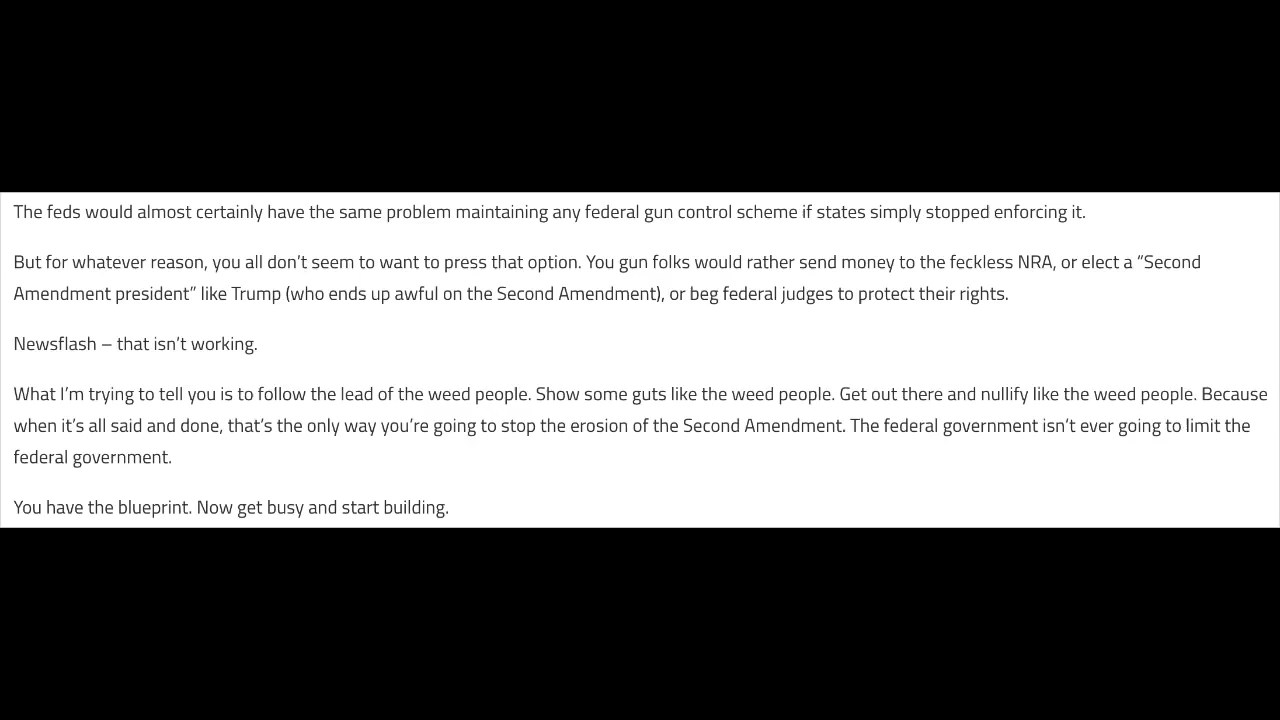 The feds would almost certainly have the same problem maintaining any federal gun control scheme if states simply stopped enforcing it.
But for whatever reason, you all don’t seem to want to press that option. You gun folks would rather send money to the feckless NRA, or elect a “Second
Amendment president” like Trump (who ends up awful on the Second Amendment), or beg federal judges to protect their rights.
Newsflash – that isn’t working.
What I’m trying to tell you is to follow the lead of the weed people. Show some guts like the weed people. Get out there and nullify like the weed people. Because
when it’s all said and done, that’s the only way you’re going to stop the erosion of the Second Amendment. The federal government isn’t ever going to limit the
federal government.
You have the blueprint. Now get busy and start building.